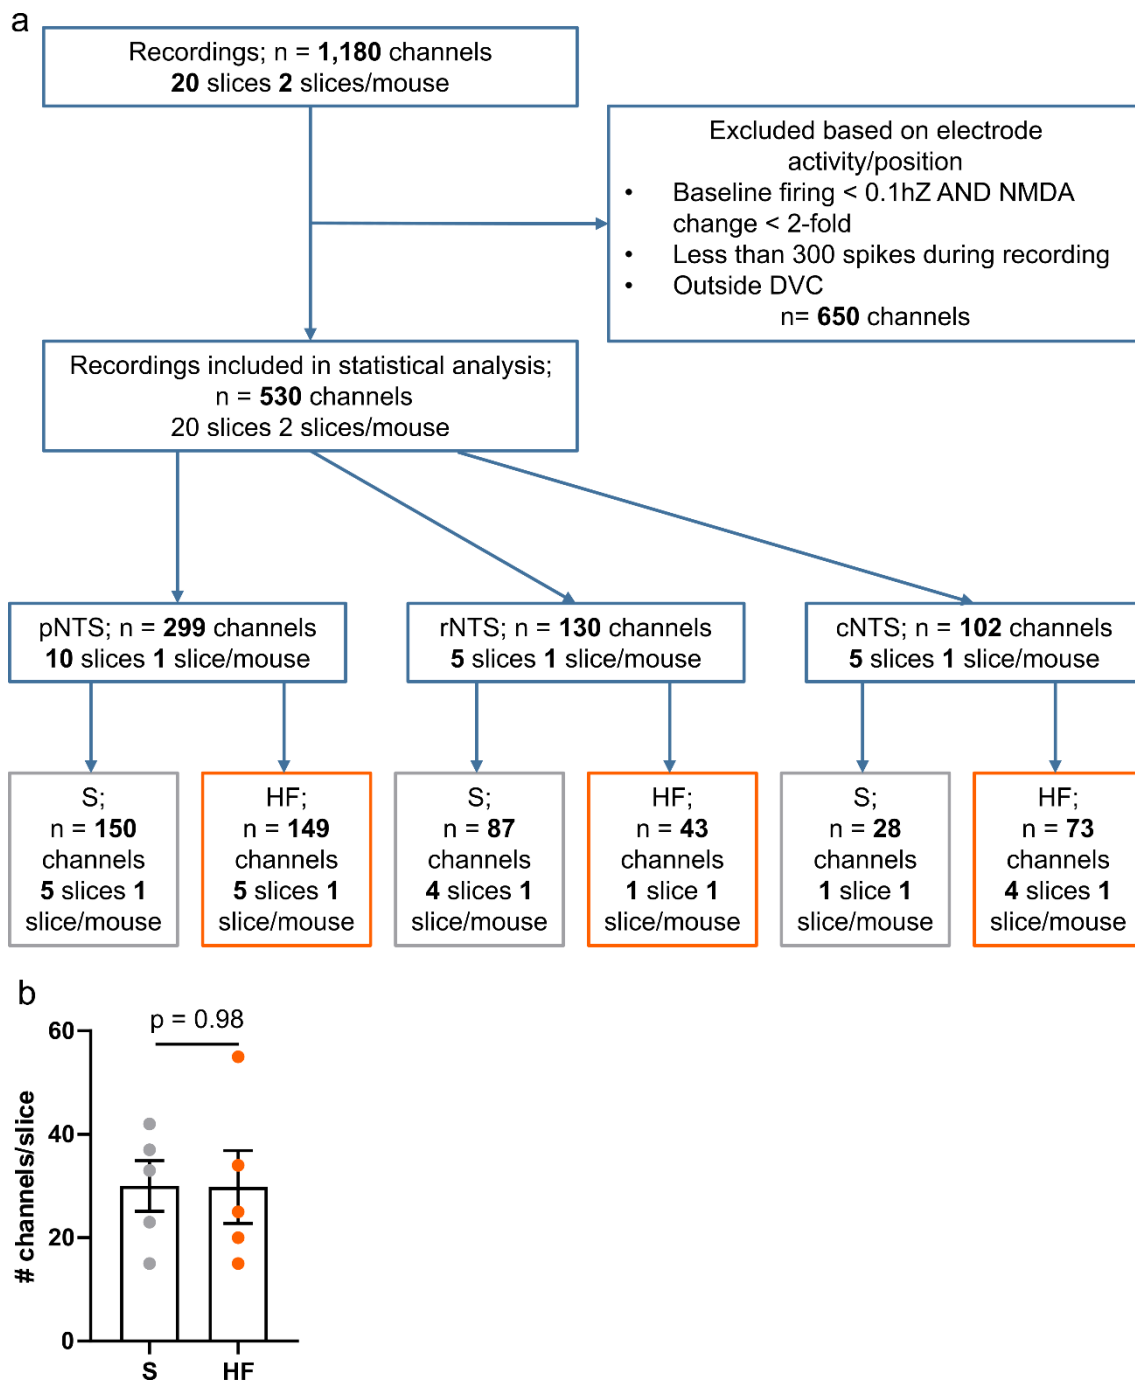 a
Recordings; n = 1,180 channels
20 slices 2 slices/mouse
Excluded based on electrode
activity/position
• Baseline firing < 0.1hZ AND NMDA
change < 2-fold
• Less than 300 spikes during recording
• Outside DVC
n= 650 channels
Recordings included in statistical analysis;
n = 530 channels
20 slices 2 slices/mouse
pNTS; n = 299 channels
10 slices 1 slice/mouse
rNTS; n = 130 channels
5 slices 1 slice/mouse
cNTS; n = 102 channels
5 slices 1 slice/mouse
S;
n = 150
channels
5 slices 1
slice/mouse
HF;
n = 149
channels
5 slices 1
slice/mouse
S;
n = 87
channels
4 slices 1
slice/mouse
HF;
n = 43
channels
1 slice 1
slice/mouse
S;
n = 28
channels
1 slice 1
slice/mouse
HF;
n = 73
channels
4 slices 1
slice/mouse
b
p = 0.98
# channels/slice
60
40
20
0
S
HF